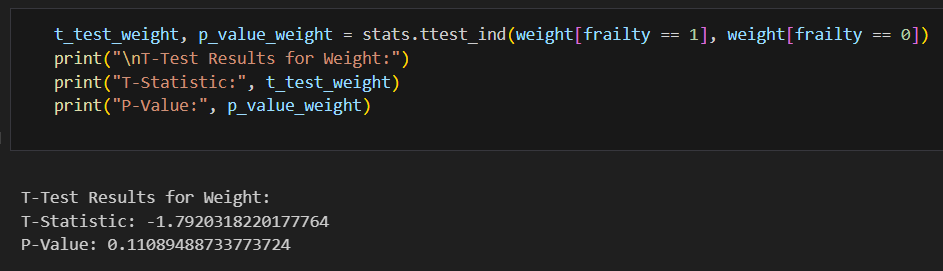 t_test_weight, p_value_weight = stats.ttest_ind(weight[frailty == 1], weight[frailty == 0])
print("\nT-Test Results for Weight:")
print("T-Statistic:", t_test_weight)
print("P-Value:", p_value_weight)
T-Test Results for Weight:
T-Statistic: -1.7920318220177764
P-Value: 0.11089488733773724